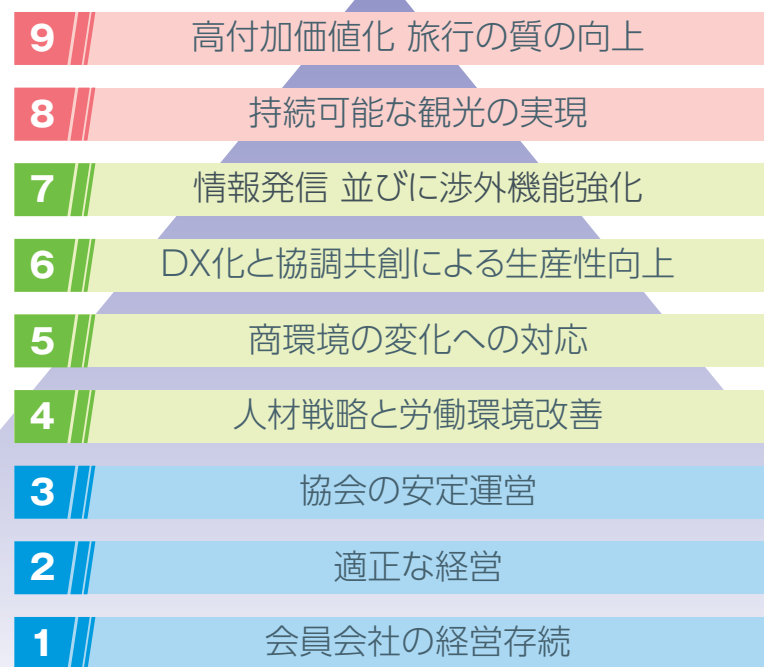 9 高付加価値化 旅行の質の向上
8 持続可能な観光の実現
7 情報発信 並びに渉外機能強化
6 DX化と協調共創による生産性向上
5 商環境の変化への対応
4 人材戦略と労働環境改善
3 協会の安定運営
2 適正な経営
1 会員会社の経営存続